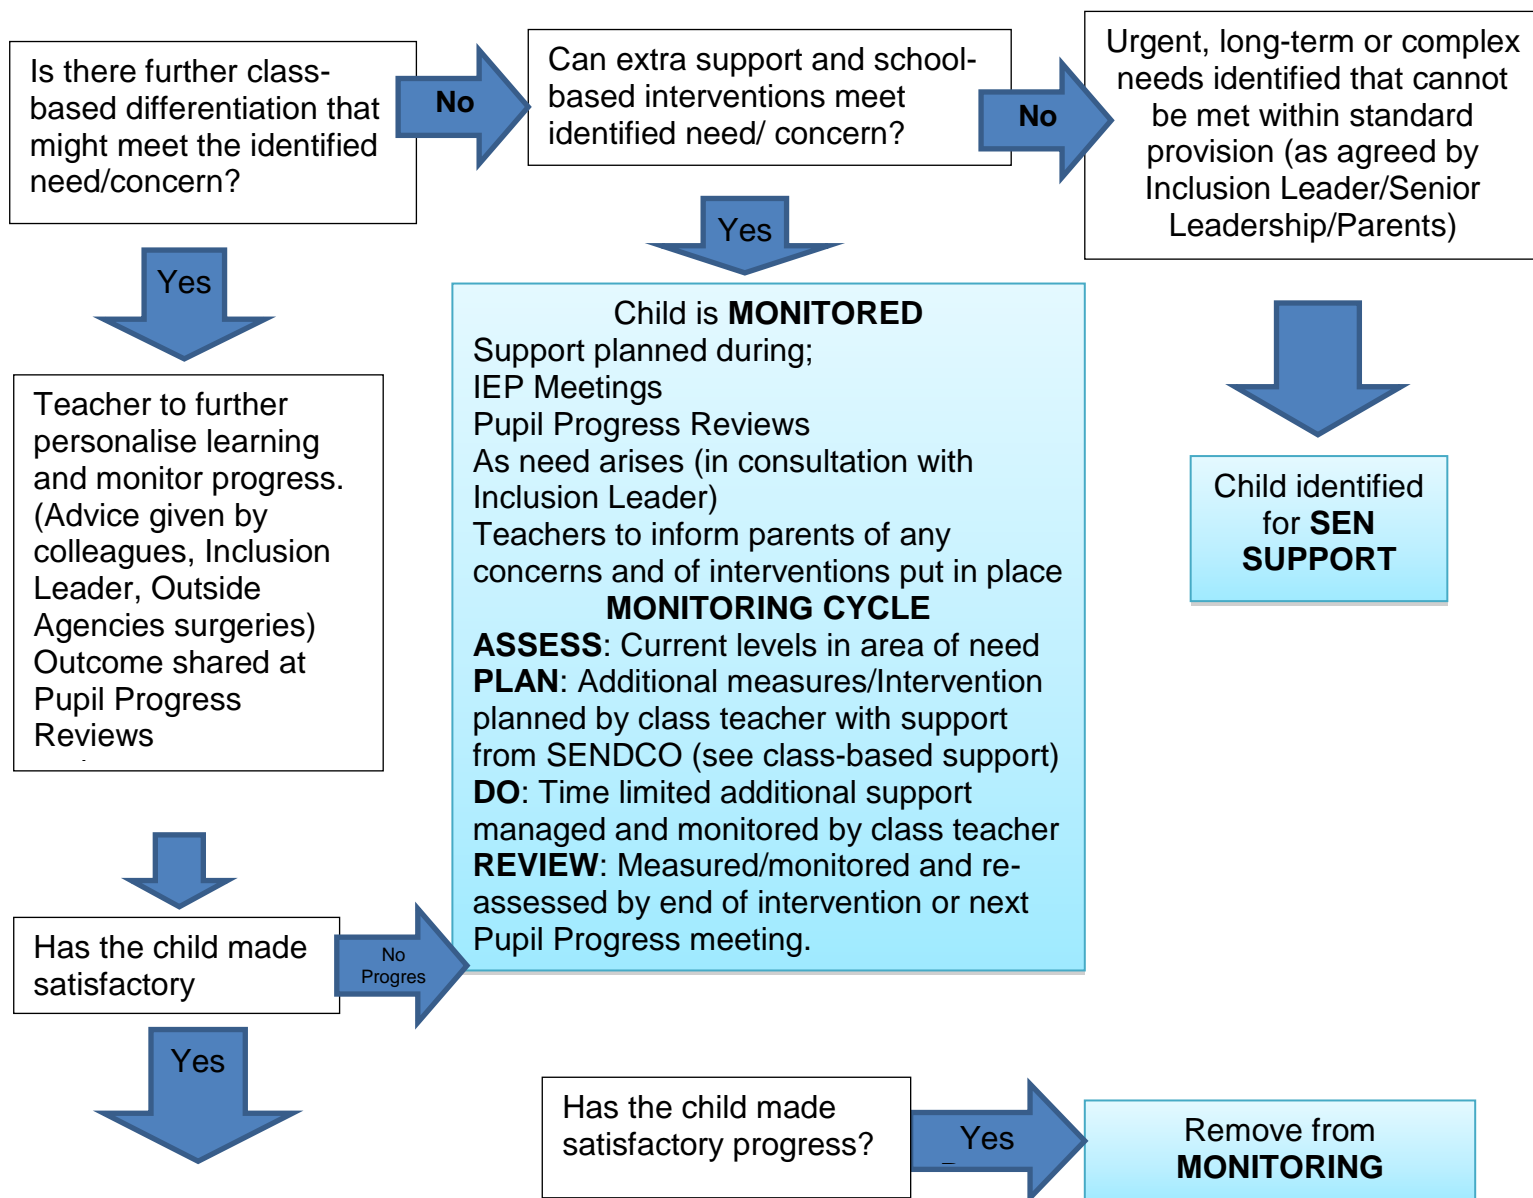 Is there further class-
based differentiation that
might meet the identified
need/concern?
No
Can extra support and school-
based interventions meet
identified need/ concern?
No
Urgent, long-term or complex
needs identified that cannot
be met within standard
provision (as agreed by
Inclusion Leader/Senior
Leadership/Parents)
Yes
Yes
Teacher to further
personalise learning
and monitor progress.
(Advice given by
colleagues, Inclusion
Leader, Outside
Agencies surgeries)
Outcome shared at
Pupil Progress
Reviews
Child is MONITORED
Support planned during;
IEP Meetings
Pupil Progress Reviews
As need arises (in consultation with
Inclusion Leader)
Teachers to inform parents of any
concerns and of interventions put in place
MONITORING CYCLE
ASSESS: Current levels in area of need
PLAN: Additional measures/Intervention
planned by class teacher with support
from SENDCO (see class-based support)
DO: Time limited additional support
managed and monitored by class teacher
REVIEW: Measured/monitored and re-
assessed by end of intervention or next
Pupil Progress meeting.
Child identified
for SEN
SUPPORT
Has the child made
satisfactory
No
Progres
Yes
Has the child made
satisfactory progress?
Yes
Remove from
MONITORING